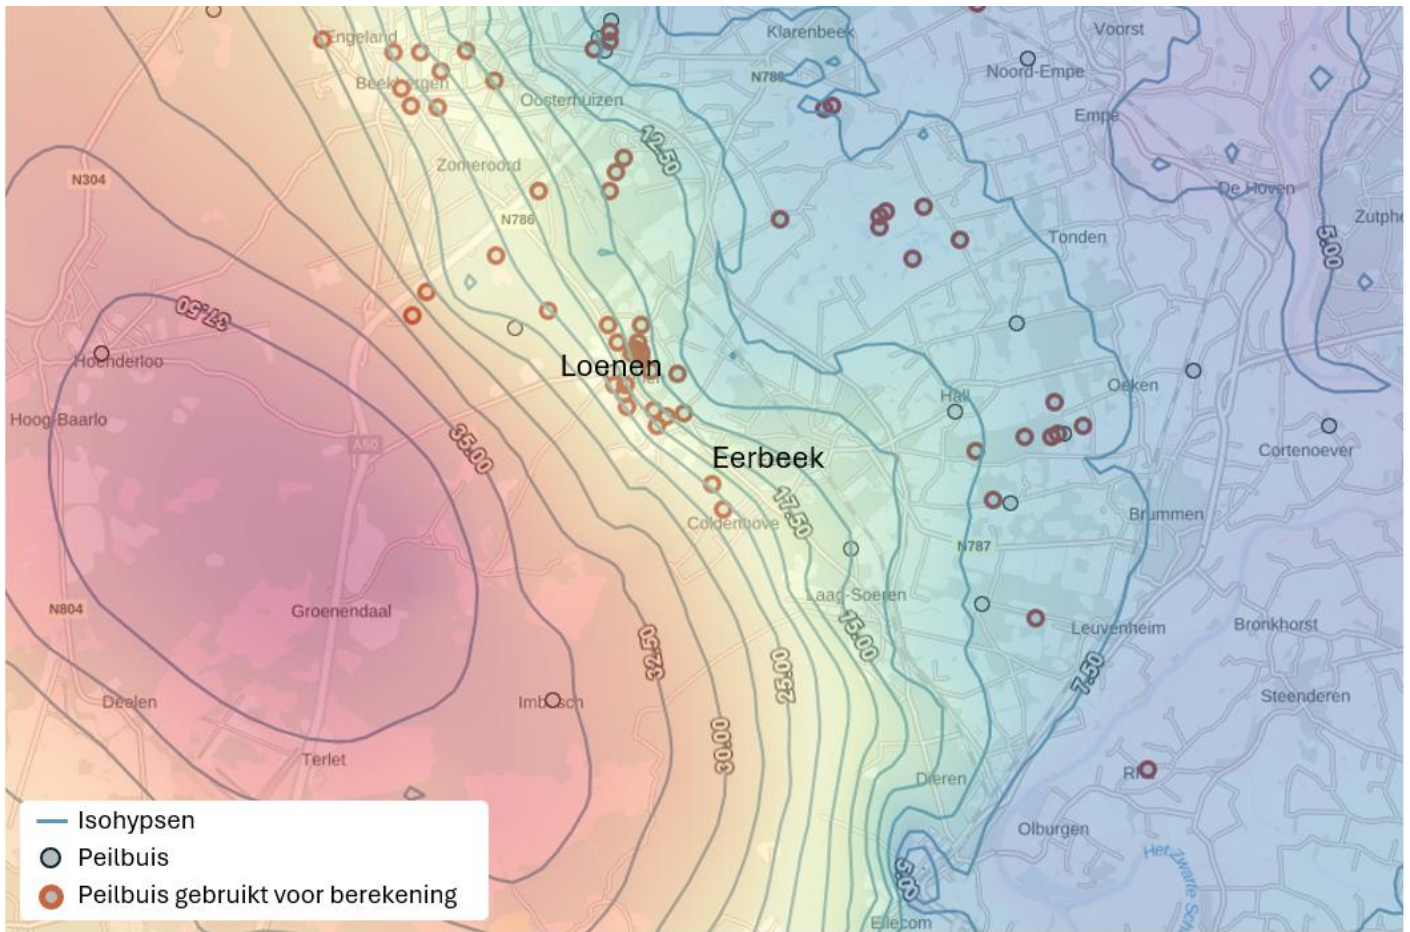 Engeland
Klarenbeek
Voorst
Noord-Empe
N789
Oosterhuizen
Empe
12.50
Zomeroord
N304
De Hoven
N786
Tonden
5.00
37.50
Hoenderloo
Loenen
Oeken
Hall
Hoog-Baarlo
35.00
A50
Eerbeek
Cortenoever
17.50
Coldenhove
Brummen
N787
Laag-Soeren
N804
Groenendaal
15.00
Leuvenheim
Bronkhorst
32.50
25.00
7.50
Deelen
Steenderen
30.00
Terlet
Dieren
Olburgen
5.00
Ellecom
Isohypsen
Peilbuis
Peilbuis gebruikt voor berekening